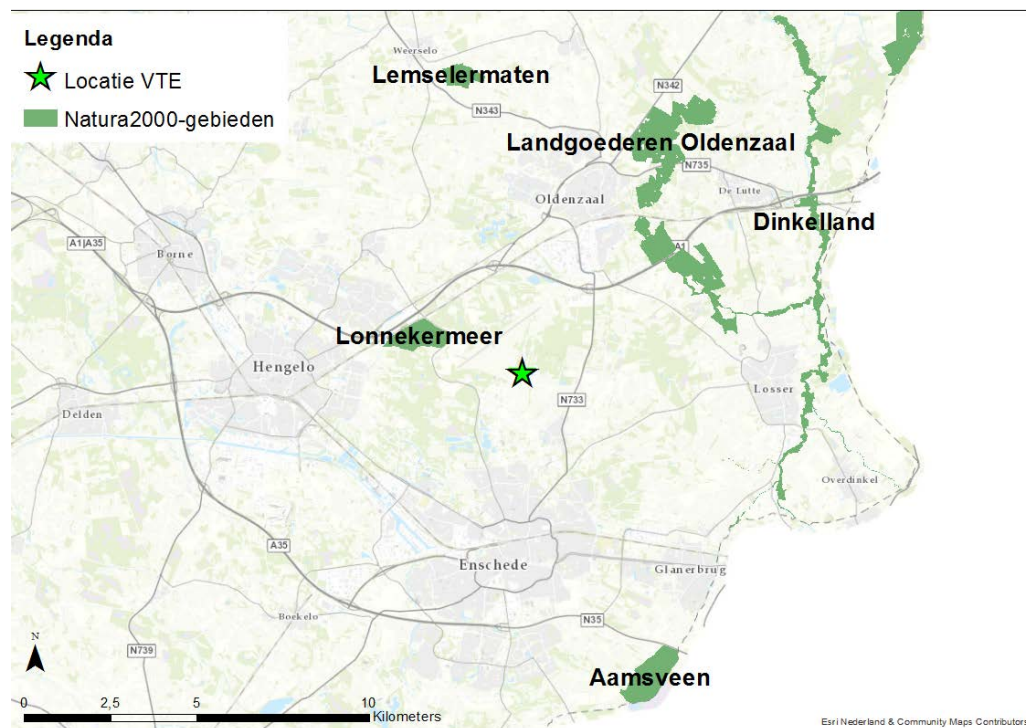 Legenda
Locatie VTE
Natura2000-gebieden
Weerselo
Lemselermaten
N343
N342
Landgoederen Oldenzaal
N735
De Lutte
Oldenzaal
Dinkelland
A1|A35
A1
Borne
Lonnekermeer
Hengelo
N733
Losser
Delden
Overdinkel
A35
Enschede
Glanerbrug
Boekelo
N35
N
N739
Aamsveen
0 2,5 5 10
Kilometers
Esri Nederland & Community Maps Contributors